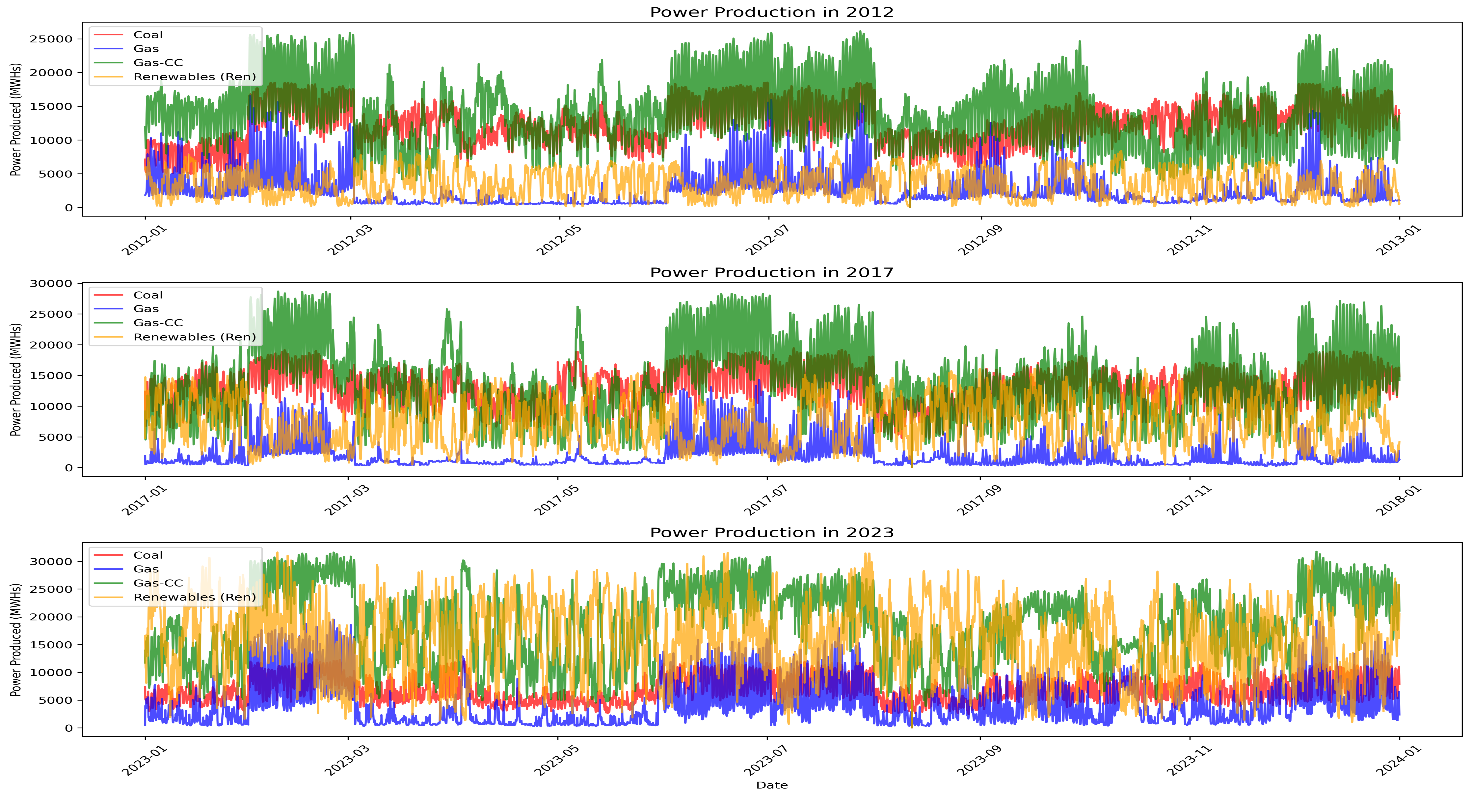 Power Production in 2012
Power Produced (MWHs)
25000
20000
15000
10000
5000
0
Coal
Gas
Gas-CC
Renewables (Ren)
2012-01
2012-03
2012-05
2012-07
2012-09
2012-11
2013-01
Power Production in 2017
Power Produced (MWHs)
30000
25000
20000
15000
10000
5000
0
Coal
Gas
Gas-CC
Renewables (Ren)
2017-01
2017-03
2017-05
2017-07
2017-09
2017-11
2018-01
Power Production in 2023
Power Produced (MWHs)
30000
25000
20000
15000
10000
5000
0
Coal
Gas
Gas-CC
Renewables (Ren)
2023-01
2023-03
2023-05
2023-07
2023-09
2023-11
2024-01
Date